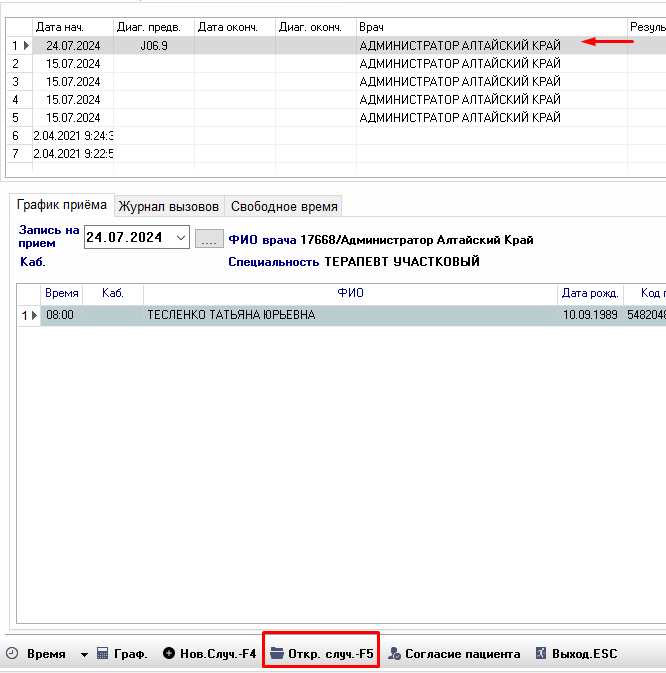 Дата нач. Диаг. предв. Дата оконч. Диаг. оконч. Врач
1 24.07.2024 J06.9 АДМИНИСТРАТОР АЛТАЙСКИЙ КРАЙ
2 15.07.2024 АДМИНИСТРАТОР АЛТАЙСКИЙ КРАЙ
3 15.07.2024 АДМИНИСТРАТОР АЛТАЙСКИЙ КРАЙ
4 15.07.2024 АДМИНИСТРАТОР АЛТАЙСКИЙ КРАЙ
5 15.07.2024 АДМИНИСТРАТОР АЛТАЙСКИЙ КРАЙ
6 2.04.2021 9:24:3
7 2.04.2021 9:22:5
График приёма Журнал вызовов Свободное время
Запись на прием 24.07.2024 .... ФИО врача 17668/Администратор Алтайский Край
Каб. Специальность ТЕРАПЕВТ УЧАСТКОВЫЙ
Время Каб. ФИО Дата рожд. Код
1 08:00 ТЕСЛЕНКО ТАТЬЯНА ЮРЬЕВНА 10.09.1989 5482048
Время Граф. Нов.Случ.-F4 Откр. случ.-F5 Согласие пациента Выход.ESC